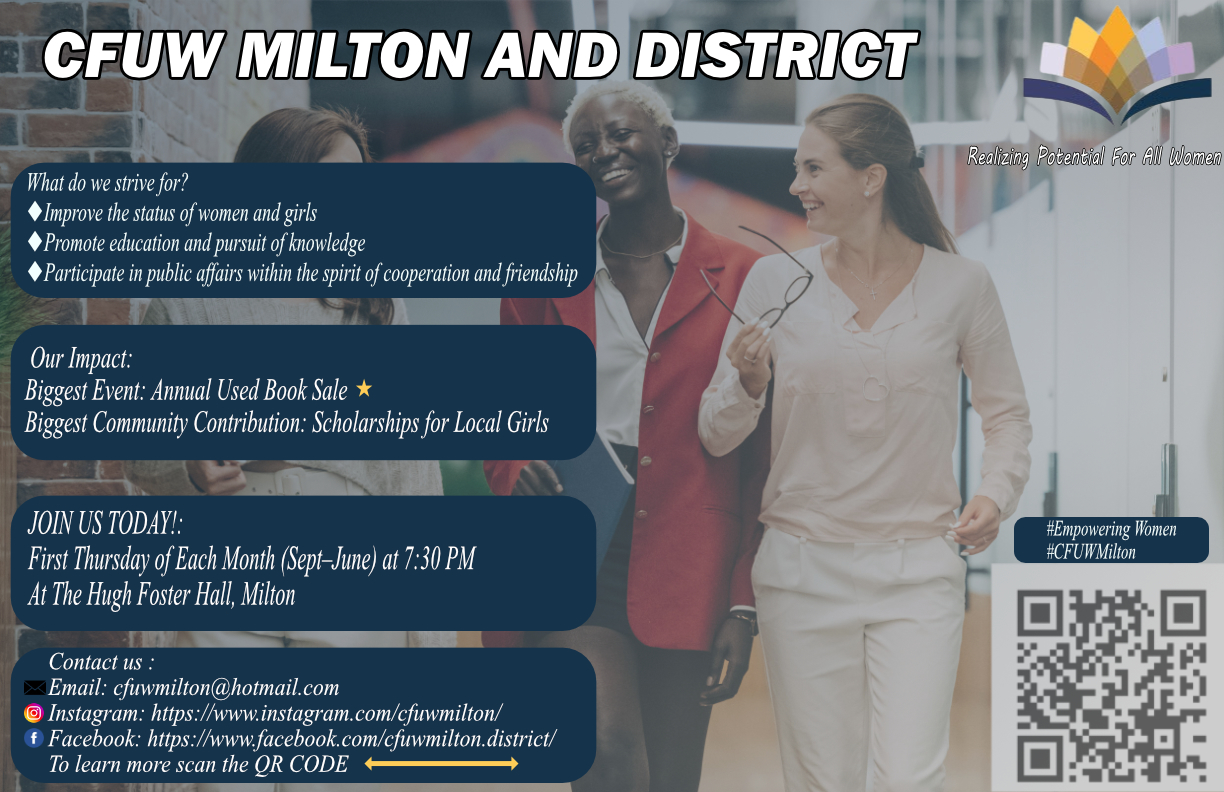 CFUW MILTON AND DISTRICT
Realizing Potential For All Women
What do we strive for?
♦Improve the status of women and girls
♦Promote education and pursuit of knowledge
♦Participate in public affairs within the spirit of cooperation and friendship
Our Impact:
Biggest Event: Annual Used Book Sale
Biggest Community Contribution: Scholarships for Local Girls
JOIN US TODAY!:
First Thursday of Each Month (Sept–June) at 7:30 PM
At The Hugh Foster Hall, Milton
#Empowering Women
#CFUWMilton
Contact us :
Email: cfuwmilton@hotmail.com
Instagram: https://www.instagram.com/cfuwmilton/
Facebook: https://www.facebook.com/cfuwmilton.district/
To learn more scan the QR CODE